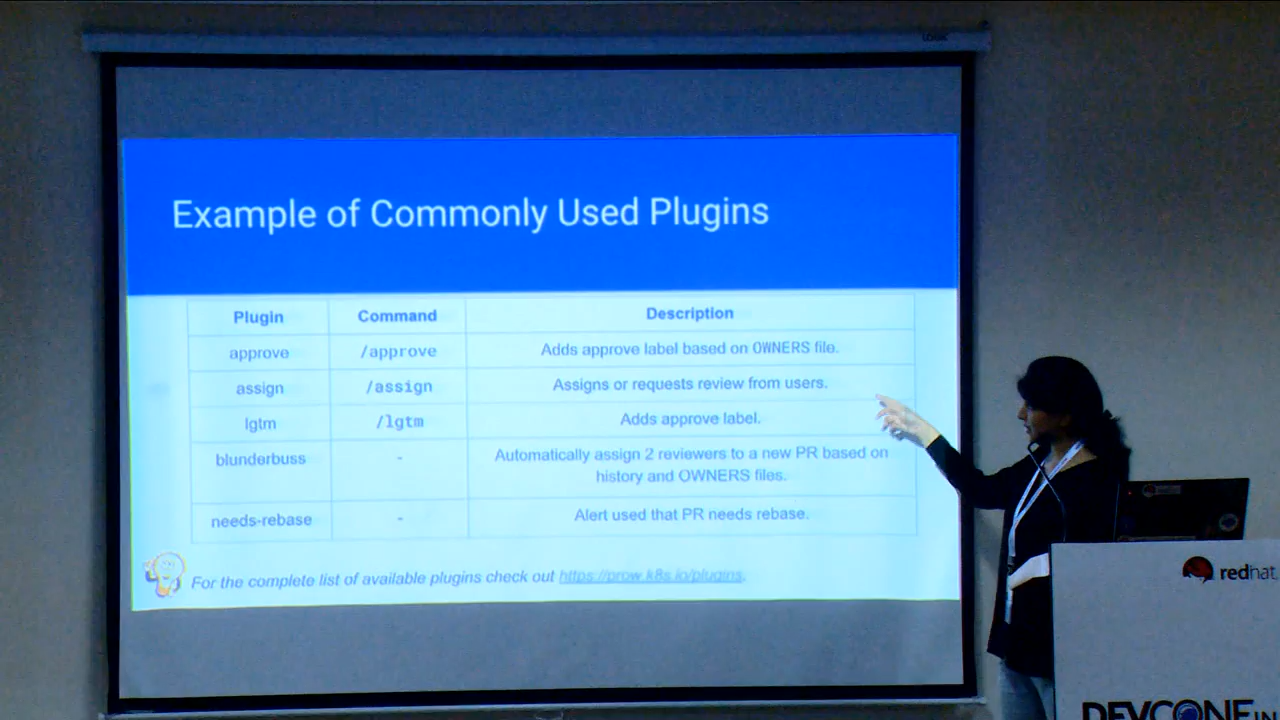 Example of Commonly Used Plugins
Plugin Command Description
approve /approve Adds approve label based on OWNERS file.
assign /assign Assigns or requests review from users.
lgtm /lgtm Adds approve label.
blunderbuss - Automatically assign 2 reviewers to a new PR based on
history and OWNERS files.
needs-rebase - Alert used that PR needs rebase.
For the complete list of available plugins check out https://prow.k8s.io/plugins.
redhat.
DEVCONF.IN